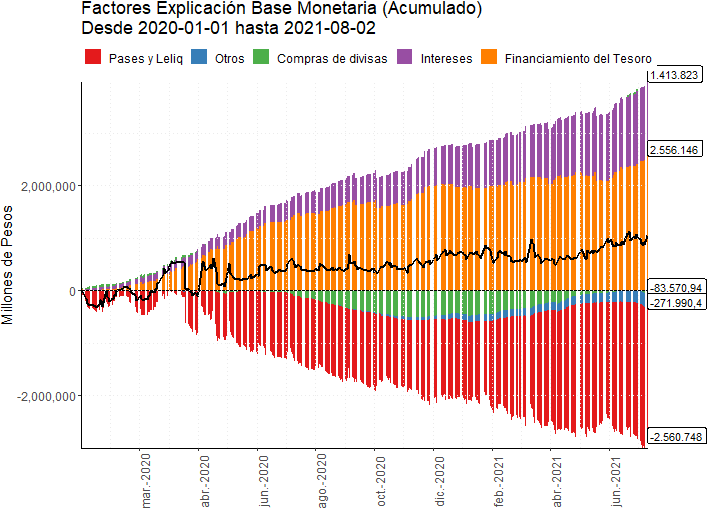 Factores Explicación Base Monetaria (Acumulado)
Desde 2020-01-01 hasta 2021-08-02
Pases y Leliq Otros Compras de divisas Intereses Financiamiento del Tesoro
1.413.823
2.556.146
2,000,000
0
-83.570,94
-271.990,4
-2,000,000
-2.560.748
Millones de Pesos
mar.-2020
abr.-2020
jun.-2020
ago.-2020
oct.-2020
dic.-2020
feb.-2021
abr.-2021
jun.-2021